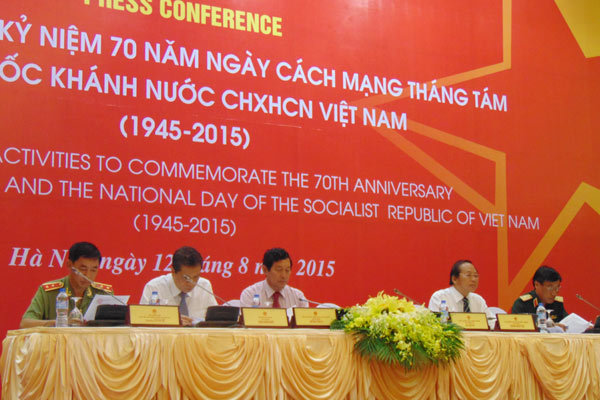 PRESS CONFERENCE
KỶ NIỆM 70 NĂM NGÀY CÁCH MẠNG THÁNG TÁM
ỐC KHÁNH NƯỚC CHXHCN VIỆT NAM
(1945-2015)
ACTIVITIES TO COMMEMORATE THE 70TH ANNIVERSARY
AND THE NATIONAL DAY OF THE SOCIALIST REPUBLIC OF VIET NAM
(1945-2015)
Hà N , ngày 12 8 n 2015